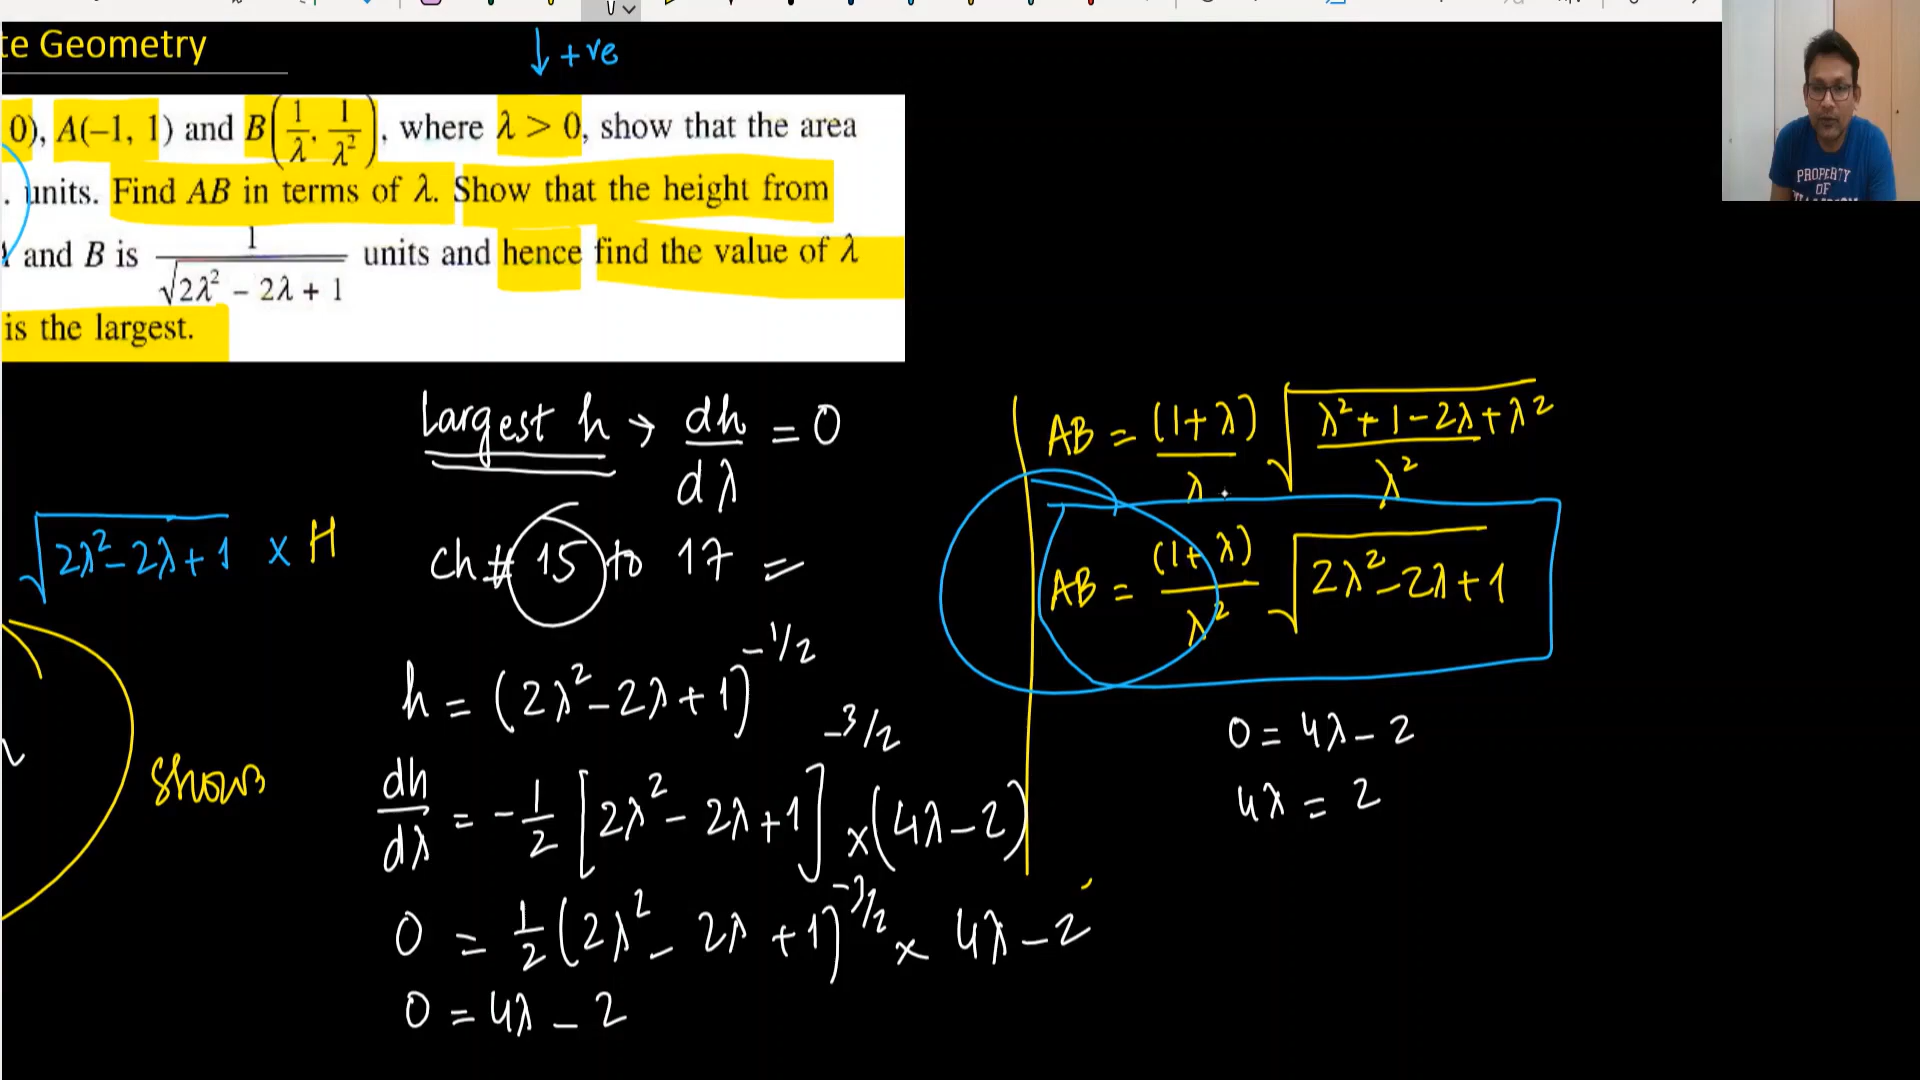 te Geometry
↓ +ve
0), A(–1, 1) and B(1/λ, 1/λ²), where λ > 0, show that the area
. units. Find AB in terms of λ. Show that the height from
and B is 1/√(2λ² – 2λ + 1) units and hence find the value of λ
is the largest.
Largest h → dh/dλ = 0
ch# 15 to 17 =
√(2λ²-2λ+1) × H
shows
h = (2λ²-2λ+1)^(-1/2)
dh/dλ = -1/2 [2λ²-2λ+1]^(-3/2) ×(4λ-2)
0 = 1/2 (2λ²-2λ+1)^(-3/2) × 4λ-2
0 = 4λ-2
AB = (1+λ)/λ √((λ²+1-2λ+λ²)/λ²)
AB = (1+λ)/λ² √(2λ²-2λ+1)
0 = 4λ-2
4λ = 2
PROPERTY
OF